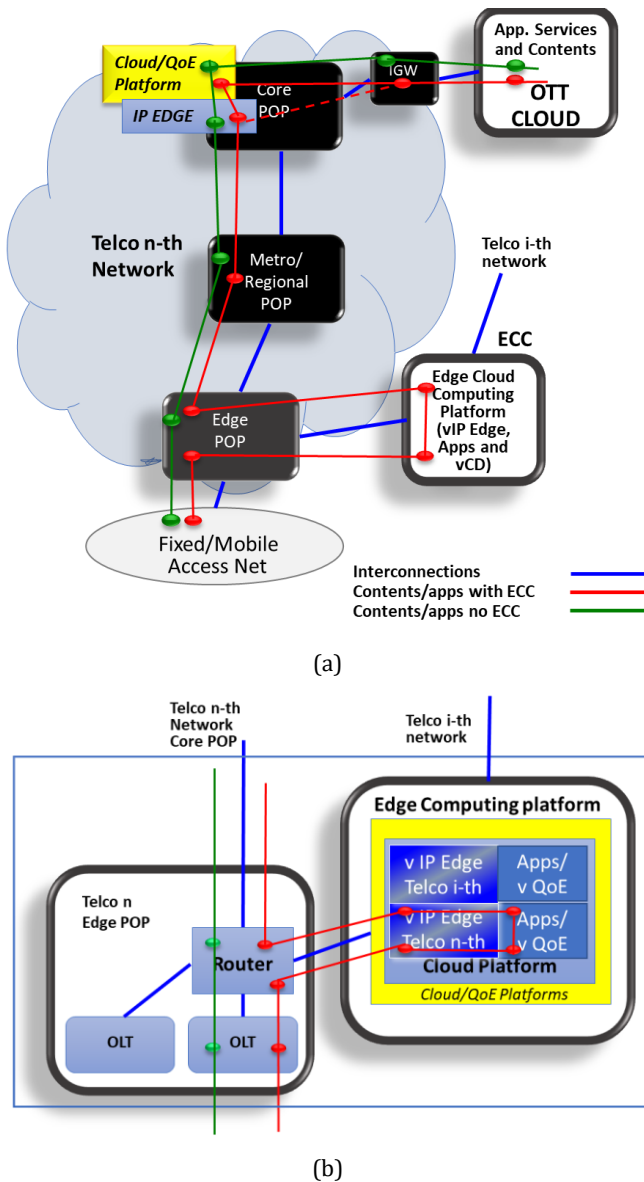 Cloud/QoE
Platform
IP EDGE
Core
POP
IGW
App. Services
and Contents
OTT
CLOUD
Telco n-th
Network
Metro/
Regional
POP
Telco i-th
network
ECC
Edge Cloud
Computing
Platform
(vIP Edge,
Apps and
vCD)
Edge
POP
Fixed/Mobile
Access Net
Interconnections
Contents/apps with ECC
Contents/apps no ECC
(a)
Telco n-th
Network
Core POP
Telco i-th
network
Edge Computing platform
v IP Edge
Telco i-th
Apps/
v QoE
v IP Edge
Telco n-th
Apps/
v QoE
Cloud Platform
Cloud/QoE Platforms
Telco n
Edge POP
Router
OLT
OLT
(b)